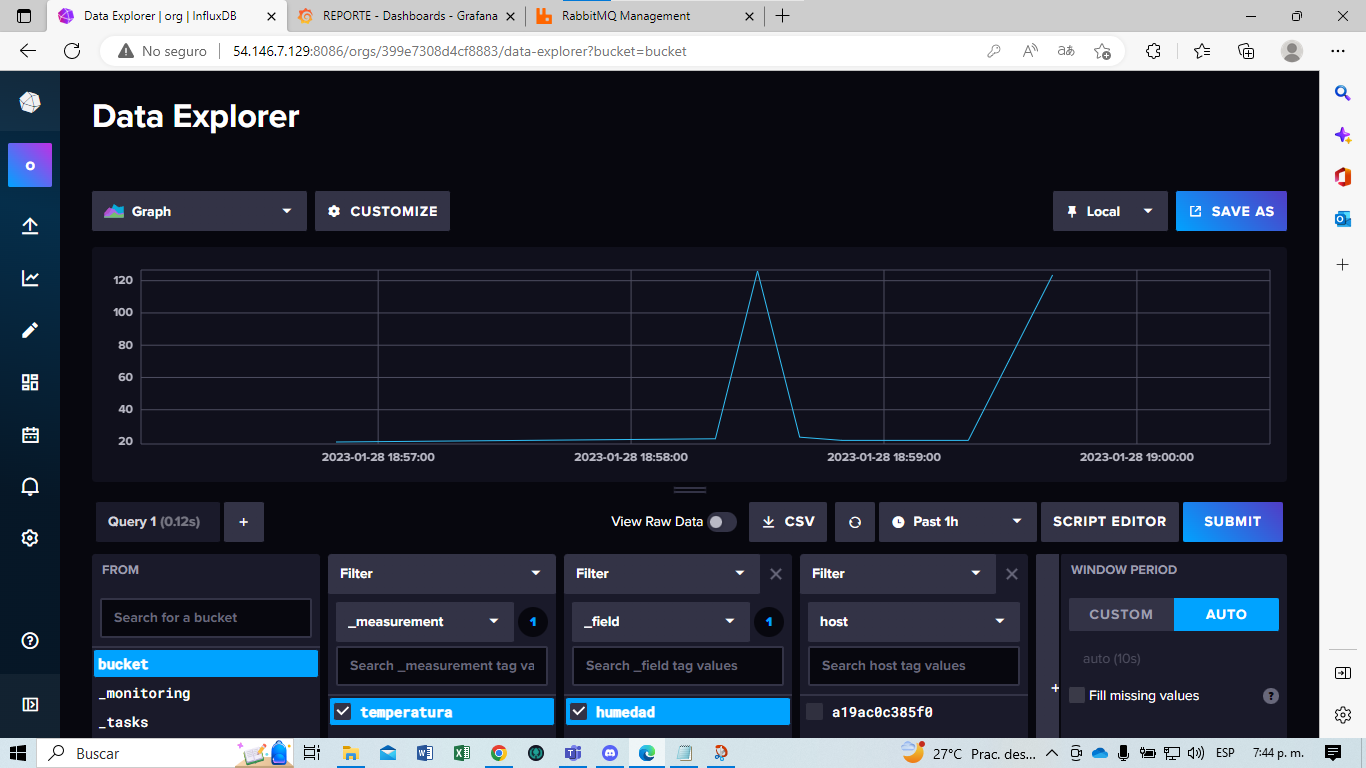 Data Explorer | org | InfluxDB
REPORTE - Dashboards - Grafana
RabbitMQ Management
No seguro
54.146.7.129:8086/orgs/399e7308d4cf8883/data-explorer?bucket=bucket
Data Explorer
Graph
CUSTOMIZE
Local
SAVE AS
120
100
80
60
40
20
2023-01-28 18:57:00
2023-01-28 18:58:00
2023-01-28 18:59:00
2023-01-28 19:00:00
Query 1 (0.12s)
+
View Raw Data
CSV
Past 1h
SCRIPT EDITOR
SUBMIT
FROM
Search for a bucket
bucket
_monitoring
_tasks
Filter
_measurement
1
Search _measurement tag va
temperatura
Filter
_field
1
Search _field tag values
humedad
Filter
host
Search host tag values
a19ac0c385f0
+
WINDOW PERIOD
CUSTOM
AUTO
auto (10s)
Fill missing values
?
Buscar
27°C Prac. des...
ESP
7:44 p. m.